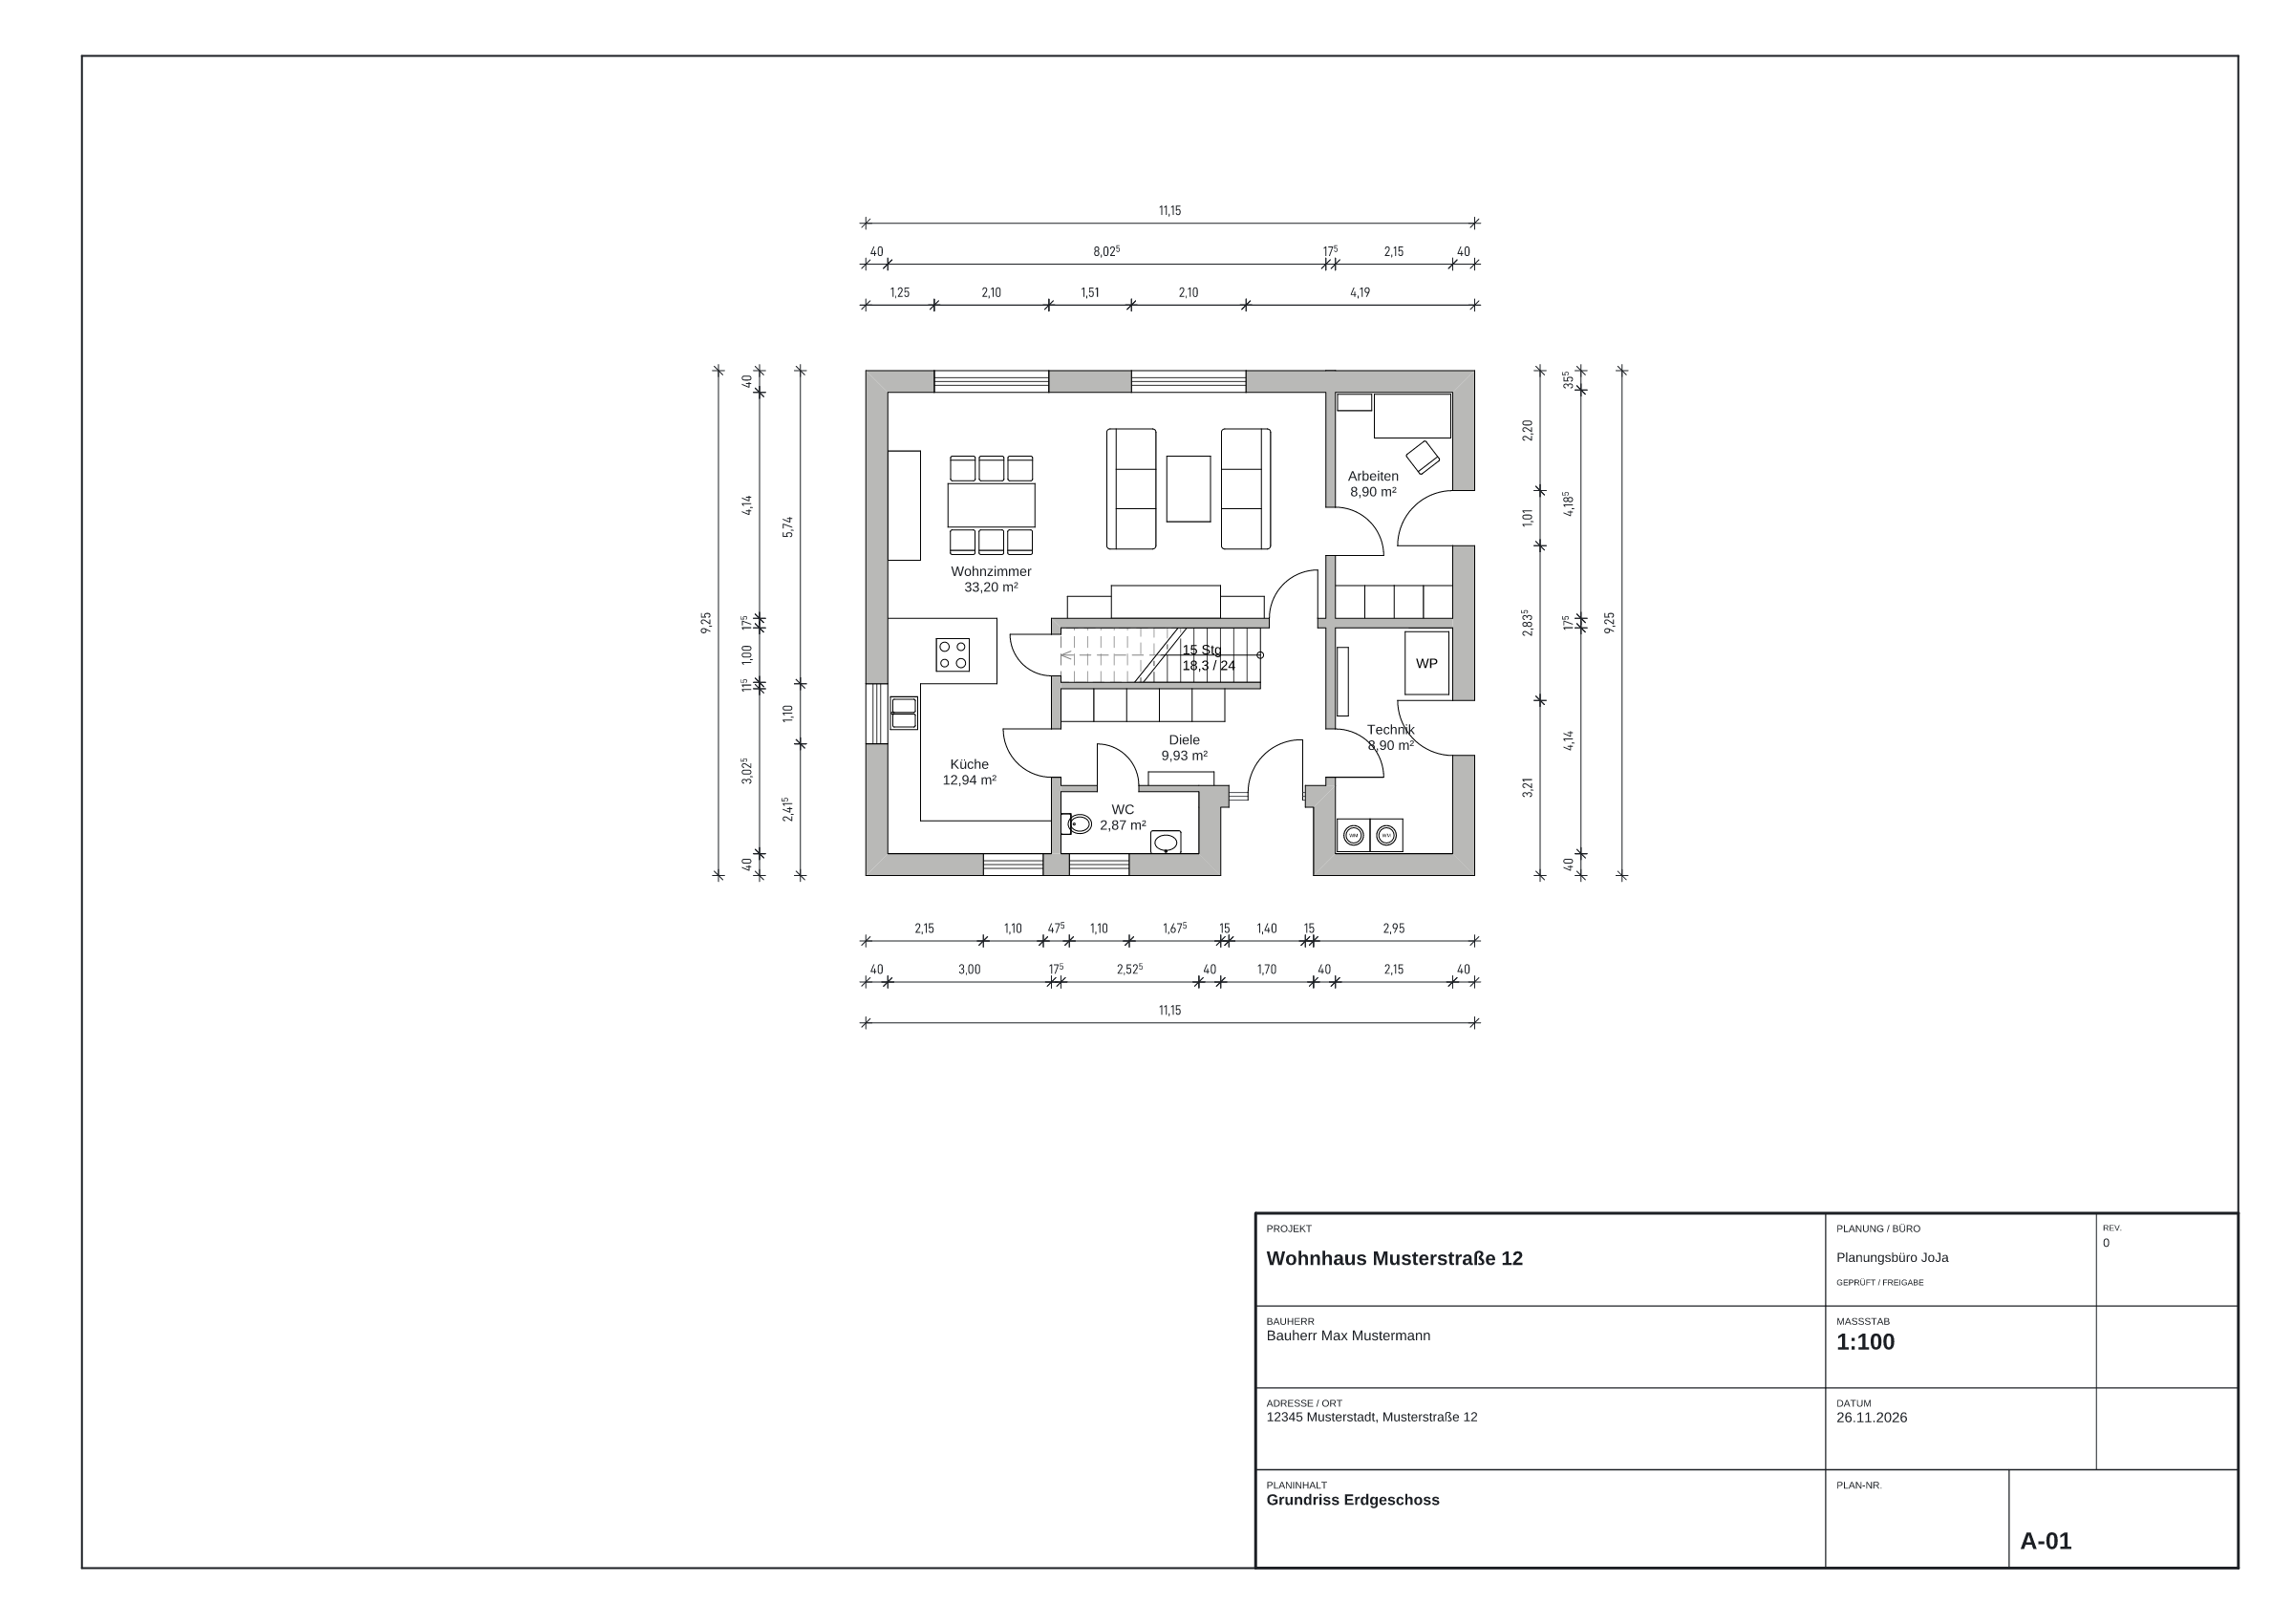 11,15
40 8,02⁵ 17⁵ 2,15 40
1,25 2,10 1,51 2,10 4,19
9,25
40
4,14
17⁵
1,00
11⁵
3,02⁵
40
5,74
1,10
2,41⁵
Arbeiten
8,90 m²
Wohnzimmer
33,20 m²
15 Stg
18,3 / 24
WP
Technik
8,90 m²
Diele
9,93 m²
Küche
12,94 m²
WC
2,87 m²
WM WM
2,20
1,01
2,83⁵
3,21
35⁵
4,18⁵
17⁵
4,14
40
9,25
2,15 1,10 47⁵ 1,10 1,67⁵ 15 1,40 15 2,95
40 3,00 17⁵ 2,52⁵ 40 1,70 40 2,15 40
11,15
PROJEKT
Wohnhaus Musterstraße 12
PLANUNG / BÜRO
Planungsbüro JoJa
GEPRÜFT / FREIGABE
REV.
0
BAUHERR
Bauherr Max Mustermann
MASSSTAB
1:100
ADRESSE / ORT
12345 Musterstadt, Musterstraße 12
DATUM
26.11.2026
PLANINHALT
Grundriss Erdgeschoss
PLAN-NR.
A-01